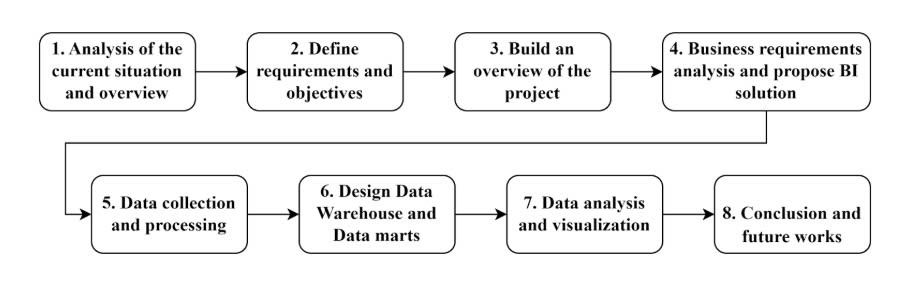 1. Analysis of the
current situation
and overview
2. Define
requirements and
objectives
3. Build an
overview of the
project
4. Business requirements
analysis and propose BI
solution
5. Data collection
and processing
6. Design Data
Warehouse and
Data marts
7. Data analysis
and visualization
8. Conclusion and
future works